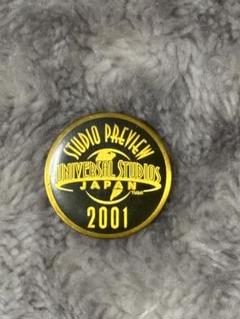 STUDIO PREVIEW
UNIVERSAL STUDIOS
JAPAN
2001